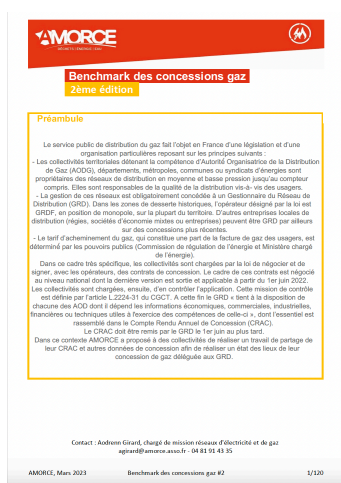 AMORCE
DÉCHETS / ÉNERGIE / EAU
Benchmark des concessions gaz
2ème édition
Préambule
Le service public de distribution du gaz fait l'objet en France d'une législation et d'une
organisation particulières reposant sur les principes suivants :
- Les collectivités territoriales détenant la compétence d'Autorité Organisatrice de la Distribution
de Gaz (AODG), départements, métropoles, communes ou syndicats d'énergies sont
propriétaires des réseaux de distribution en moyenne et basse pression jusqu'au compteur
compris. Elles sont responsables de la qualité de la distribution vis-à- vis des usagers.
- La gestion de ces réseaux est obligatoirement concédée à un Gestionnaire du Réseau de
Distribution (GRD). Dans les zones de desserte historiques, l'opérateur désigné par la loi est
GRDF, en position de monopole, sur la plupart du territoire. D'autres entreprises locales de
distribution (régies, sociétés d'économie mixtes ou entreprises) peuvent être GRD par ailleurs
sur des concessions plus récentes.
- Le tarif d'acheminement du gaz, qui constitue une part de la facture de gaz des usagers, est
déterminé par les pouvoirs publics (Commission de régulation de l'énergie et Ministère chargé
de l'énergie).
Dans ce cadre très spécifique, les collectivités sont chargées par la loi de négocier et de
signer, avec les opérateurs, des contrats de concession. Le cadre de ces contrats est négocié
au niveau national dont la dernière version est sortie et applicable à partir du 1er juin 2022.
Les collectivités sont chargées, ensuite, d'en contrôler l'application. Cette mission de contrôle
est définie par l'article L.2224-31 du CGCT. A cette fin le GRD « tient à la disposition de
chacune des AOD dont il dépend les informations économiques, commerciales, industrielles,
financières ou techniques utiles à l'exercice des compétences de celle-ci », dont l'essentiel est
rassemblé dans le Compte Rendu Annuel de Concession (CRAC).
Le CRAC doit être remis par le GRD le 1er juin au plus tard.
Dans ce contexte AMORCE a proposé à des collectivités de réaliser un travail de partage de
leur CRAC et autres données de concession afin de réaliser un état des lieux de leur
concession de gaz déléguée aux GRD.
Contact : Aodrenn Girard, chargé de mission réseaux d'électricité et de gaz
agirard@amorce.asso.fr - 04 81 91 43 35
AMORCE, Mars 2023 Benchmark des concessions gaz #2 1/120